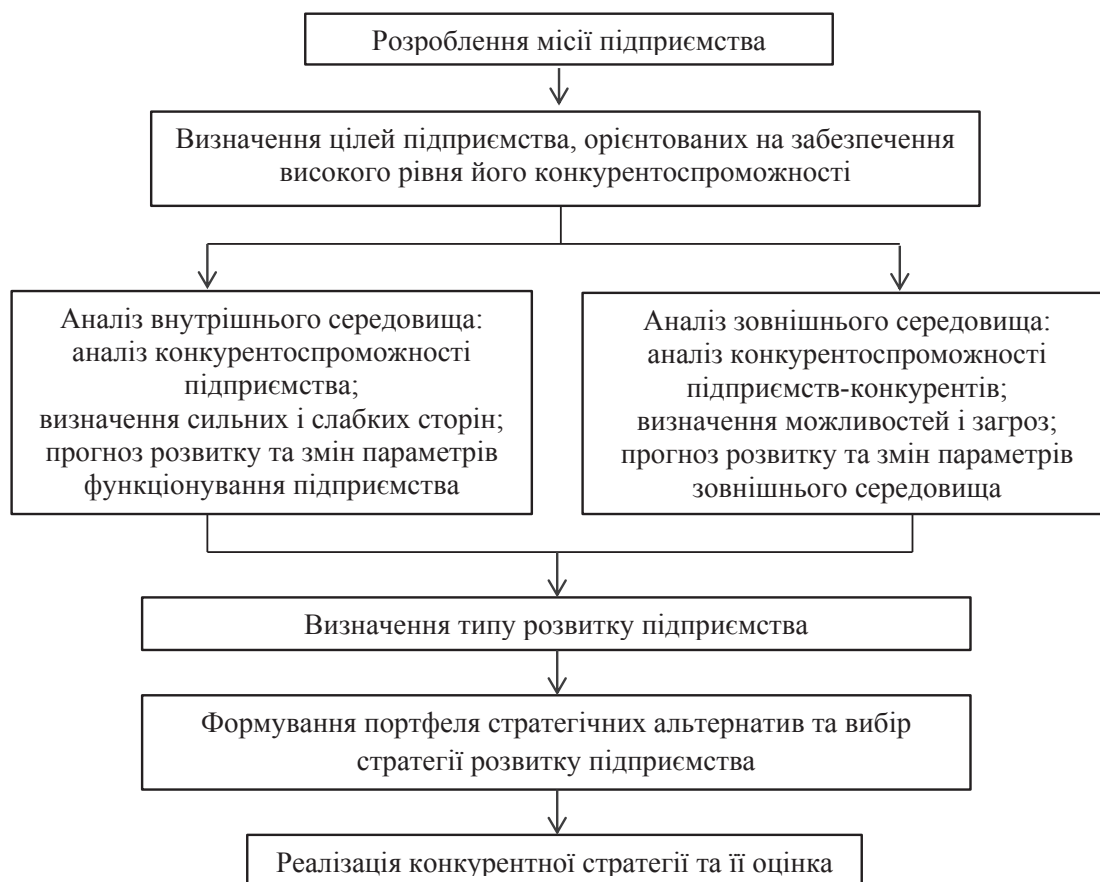 Розроблення місії підприємства
Визначення цілей підприємства, орієнтованих на забезпечення
високого рівня його конкурентоспроможності
Аналіз внутрішнього середовища:
аналіз конкурентоспроможності
підприємства;
визначення сильних і слабких сторін;
прогноз розвитку та змін параметрів
функціонування підприємства
Аналіз зовнішнього середовища:
аналіз конкурентоспроможності
підприємств-конкурентів;
визначення можливостей і загроз;
прогноз розвитку та змін параметрів
зовнішнього середовища
Визначення типу розвитку підприємства
Формування портфеля стратегічних альтернатив та вибір
стратегії розвитку підприємства
Реалізація конкурентної стратегії та її оцінка